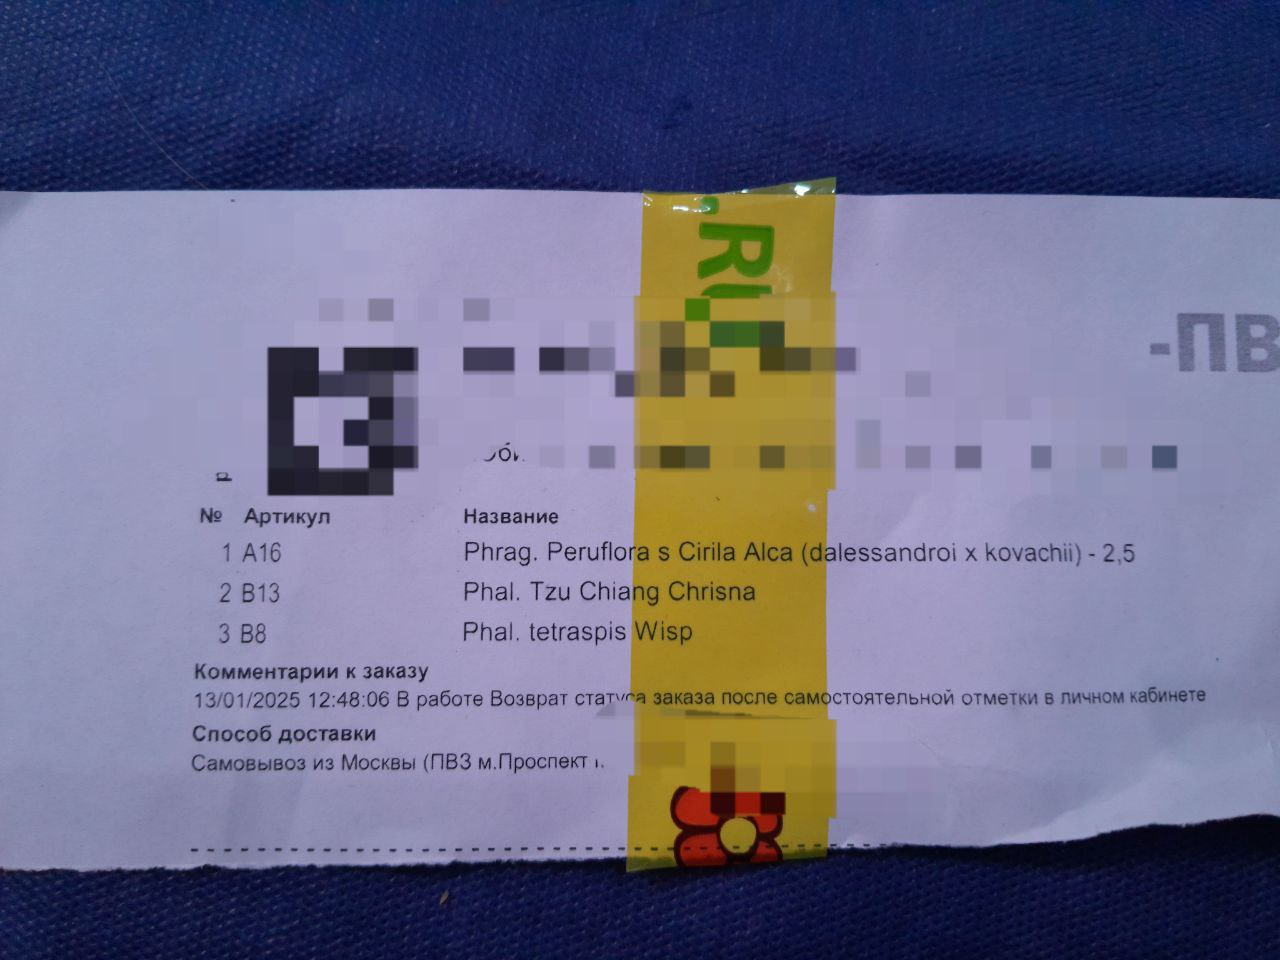 .RU
-ПВ
№ Артикул Название
1 A16 Phrag. Peruflora s Cirila Alca (dalessandroi x kovachii) - 2,5
2 B13 Phal. Tzu Chiang Chrisna
3 B8 Phal. tetraspis Wisp
Комментарии к заказу
13/01/2025 12:48:06 В работе Возврат статуса заказа после самостоятельной отметки в личном кабинете
Способ доставки
Самовывоз из Москвы (ПВЗ м.Проспект